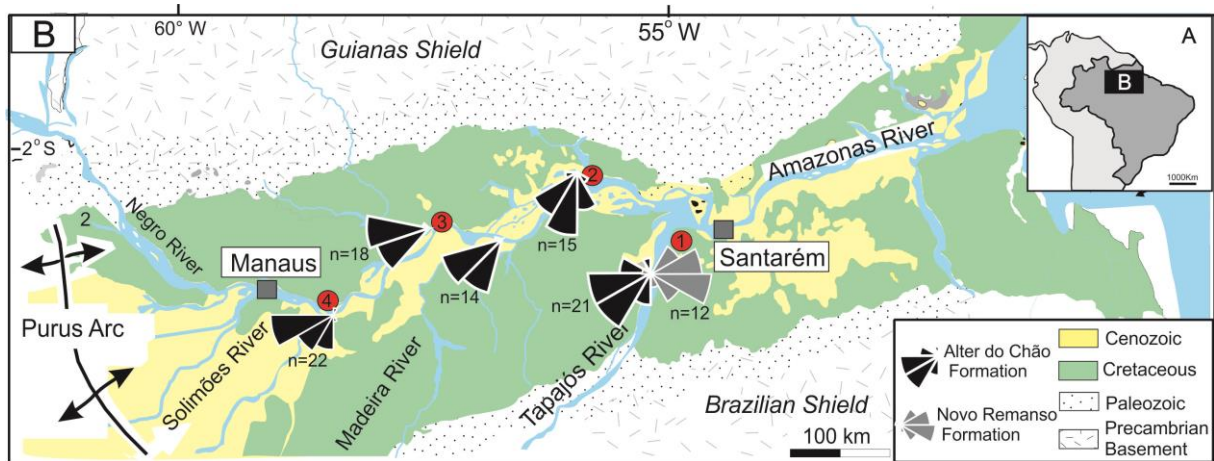 B
60° W
55° W
A
B
1000Km
Guianas Shield
2° S
Amazonas River
2
3
n=18
n=15
n=14
1
Santarém
2
Negro River
Manaus
4
n=21
n=12
n=22
Purus Arc
Solimões River
Madeira River
Tapajós River
Brazilian Shield
100 km
Alter do Chão
Formation
Novo Remanso
Formation
Cenozoic
Cretaceous
Paleozoic
Precambrian
Basement